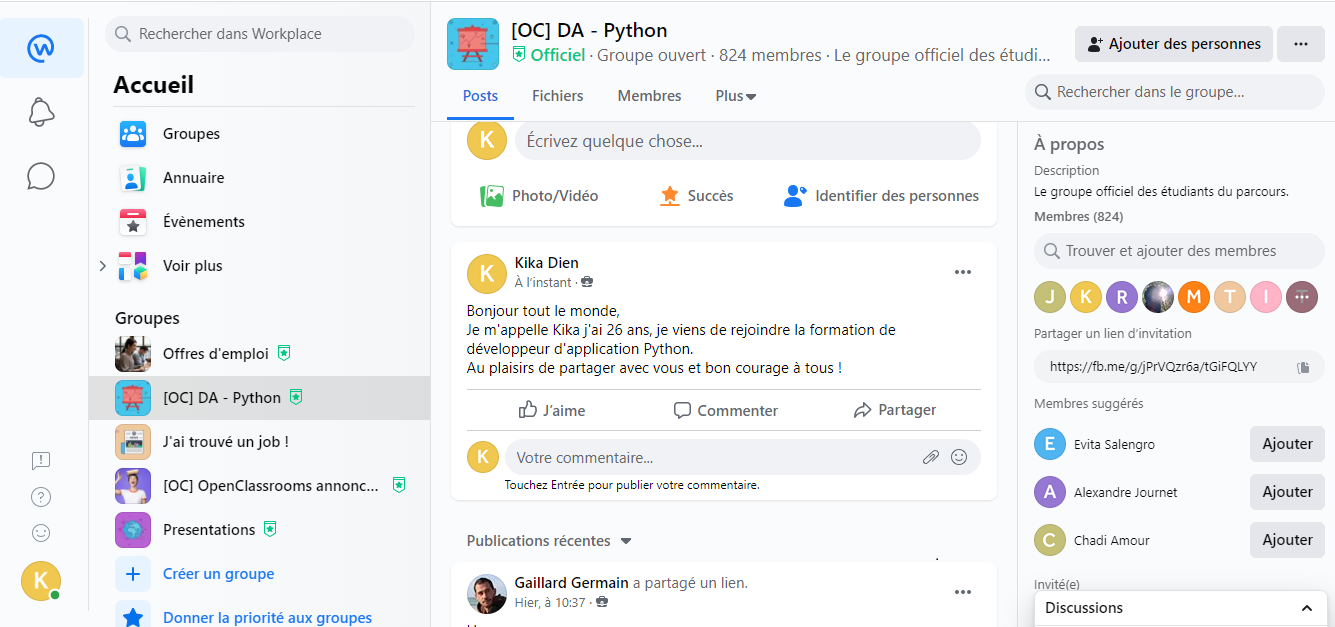 Rechercher dans Workplace
Accueil
Groupes
Annuaire
Évènements
Voir plus
Groupes
Offres d'emploi
[OC] DA - Python
J'ai trouvé un job !
[OC] OpenClassrooms annonc...
Presentations
Créer un groupe
Donner la priorité aux groupes
K
[OC] DA - Python
Officiel · Groupe ouvert · 824 membres · Le groupe officiel des étudi...
Ajouter des personnes
Posts Fichiers Membres Plus
Rechercher dans le groupe...
K Écrivez quelque chose...
Photo/Vidéo Succès Identifier des personnes
K Kika Dien
À l'instant ·
Bonjour tout le monde,
Je m'appelle Kika j'ai 26 ans, je viens de rejoindre la formation de
développeur d'application Python.
Au plaisirs de partager avec vous et bon courage à tous !
J'aime Commenter Partager
K Votre commentaire...
Touchez Entrée pour publier votre commentaire.
Publications récentes
Gaillard Germain a partagé un lien.
Hier, à 10:37 ·
À propos
Description
Le groupe officiel des étudiants du parcours.
Membres (824)
Trouver et ajouter des membres
J K R M T I
Partager un lien d'invitation
https://fb.me/g/jPrVQzr6a/tGiFQLYY
Membres suggérés
E Evita Salengro Ajouter
A Alexandre Journet Ajouter
C Chadi Amour Ajouter
Invité(e)
Discussions